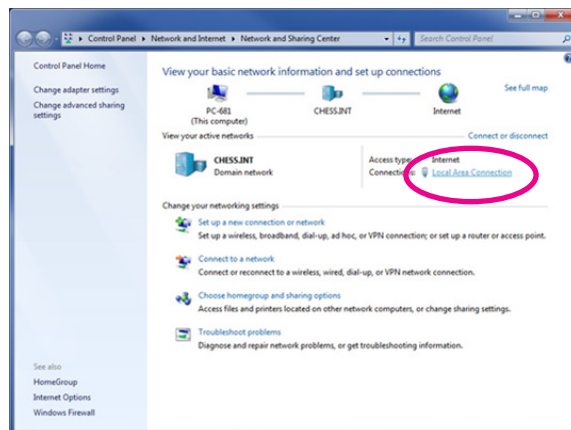 Control Panel ▸ Network and Internet ▸ Network and Sharing Center
Search Control Panel
Control Panel Home
Change adapter settings
Change advanced sharing
settings
View your basic network information and set up connections
See full map
PC-681
(This computer)
CHESS.INT
Internet
View your active networks
Connect or disconnect
CHESS.INT
Domain network
Access type: Internet
Connections: Local Area Connection
Change your networking settings
Set up a new connection or network
Set up a wireless, broadband, dial-up, ad hoc, or VPN connection; or set up a router or access point.
Connect to a network
Connect or reconnect to a wireless, wired, dial-up, or VPN network connection.
Choose homegroup and sharing options
Access files and printers located on other network computers, or change sharing settings.
Troubleshoot problems
Diagnose and repair network problems, or get troubleshooting information.
See also
HomeGroup
Internet Options
Windows Firewall